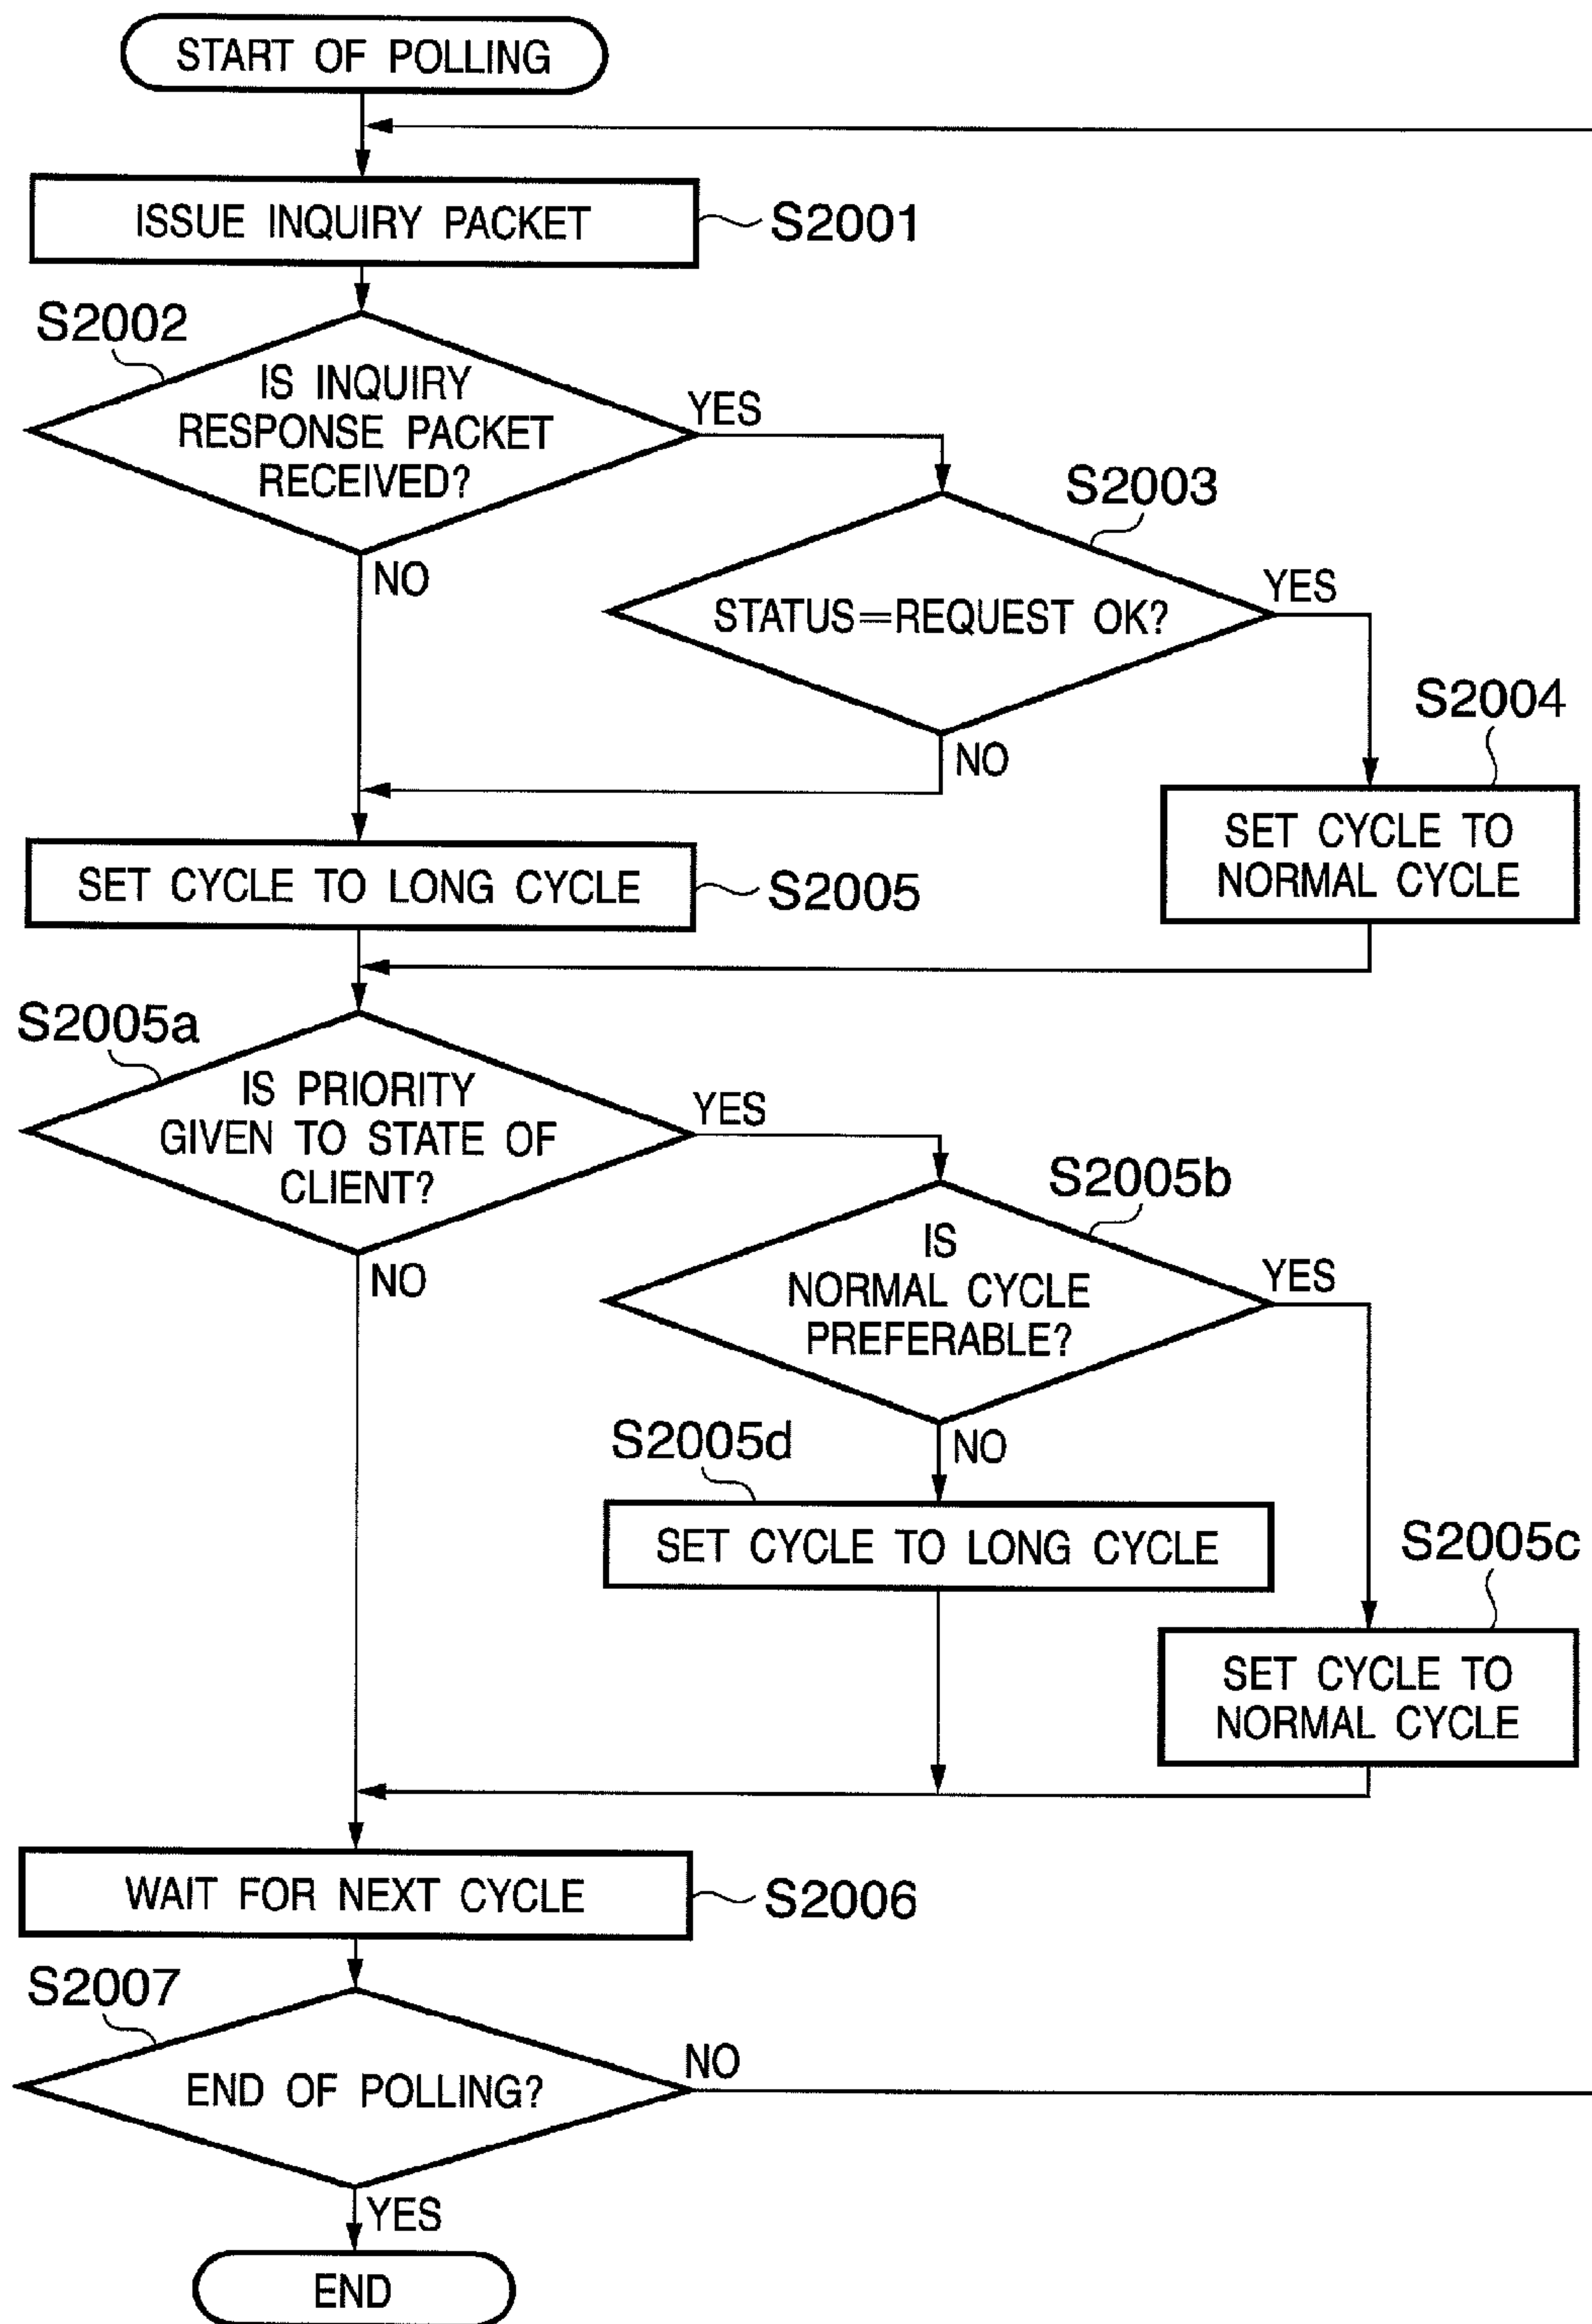 START OF POLLING
ISSUE INQUIRY PACKET
S2001
S2002
IS INQUIRY
RESPONSE PACKET
RECEIVED?
YES
NO
S2003
STATUS=REQUEST OK?
YES
NO
S2004
SET CYCLE TO
NORMAL CYCLE
SET CYCLE TO LONG CYCLE
S2005
S2005a
IS PRIORITY
GIVEN TO STATE OF
CLIENT?
YES
NO
S2005b
IS
NORMAL CYCLE
PREFERABLE?
YES
NO
S2005d
SET CYCLE TO LONG CYCLE
S2005c
SET CYCLE TO
NORMAL CYCLE
WAIT FOR NEXT CYCLE
S2006
S2007
END OF POLLING?
NO
YES
END